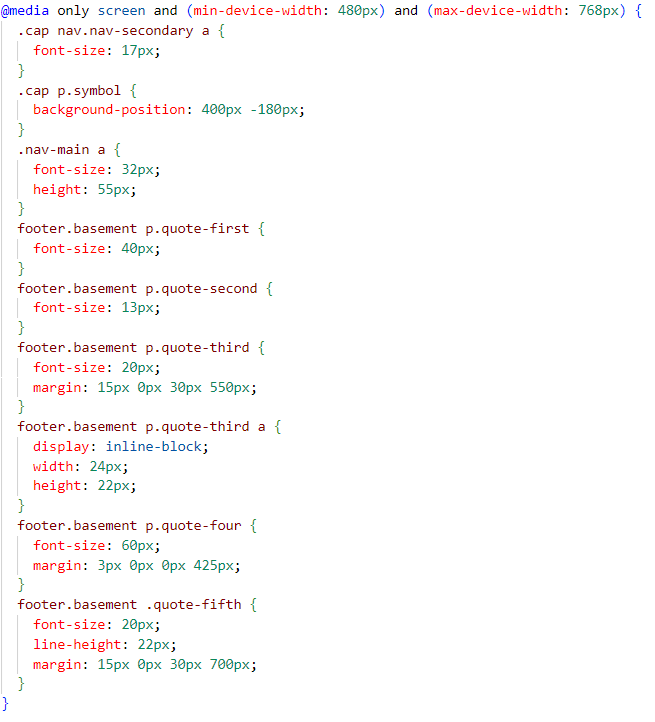 @media only screen and (min-device-width: 480px) and (max-device-width: 768px) {
  .cap nav.nav-secondary a {
    font-size: 17px;
  }
  .cap p.symbol {
    background-position: 400px -180px;
  }
  .nav-main a {
    font-size: 32px;
    height: 55px;
  }
  footer.basement p.quote-first {
    font-size: 40px;
  }
  footer.basement p.quote-second {
    font-size: 13px;
  }
  footer.basement p.quote-third {
    font-size: 20px;
    margin: 15px 0px 30px 550px;
  }
  footer.basement p.quote-third a {
    display: inline-block;
    width: 24px;
    height: 22px;
  }
  footer.basement p.quote-four {
    font-size: 60px;
    margin: 3px 0px 0px 425px;
  }
  footer.basement .quote-fifth {
    font-size: 20px;
    line-height: 22px;
    margin: 15px 0px 30px 700px;
  }
}